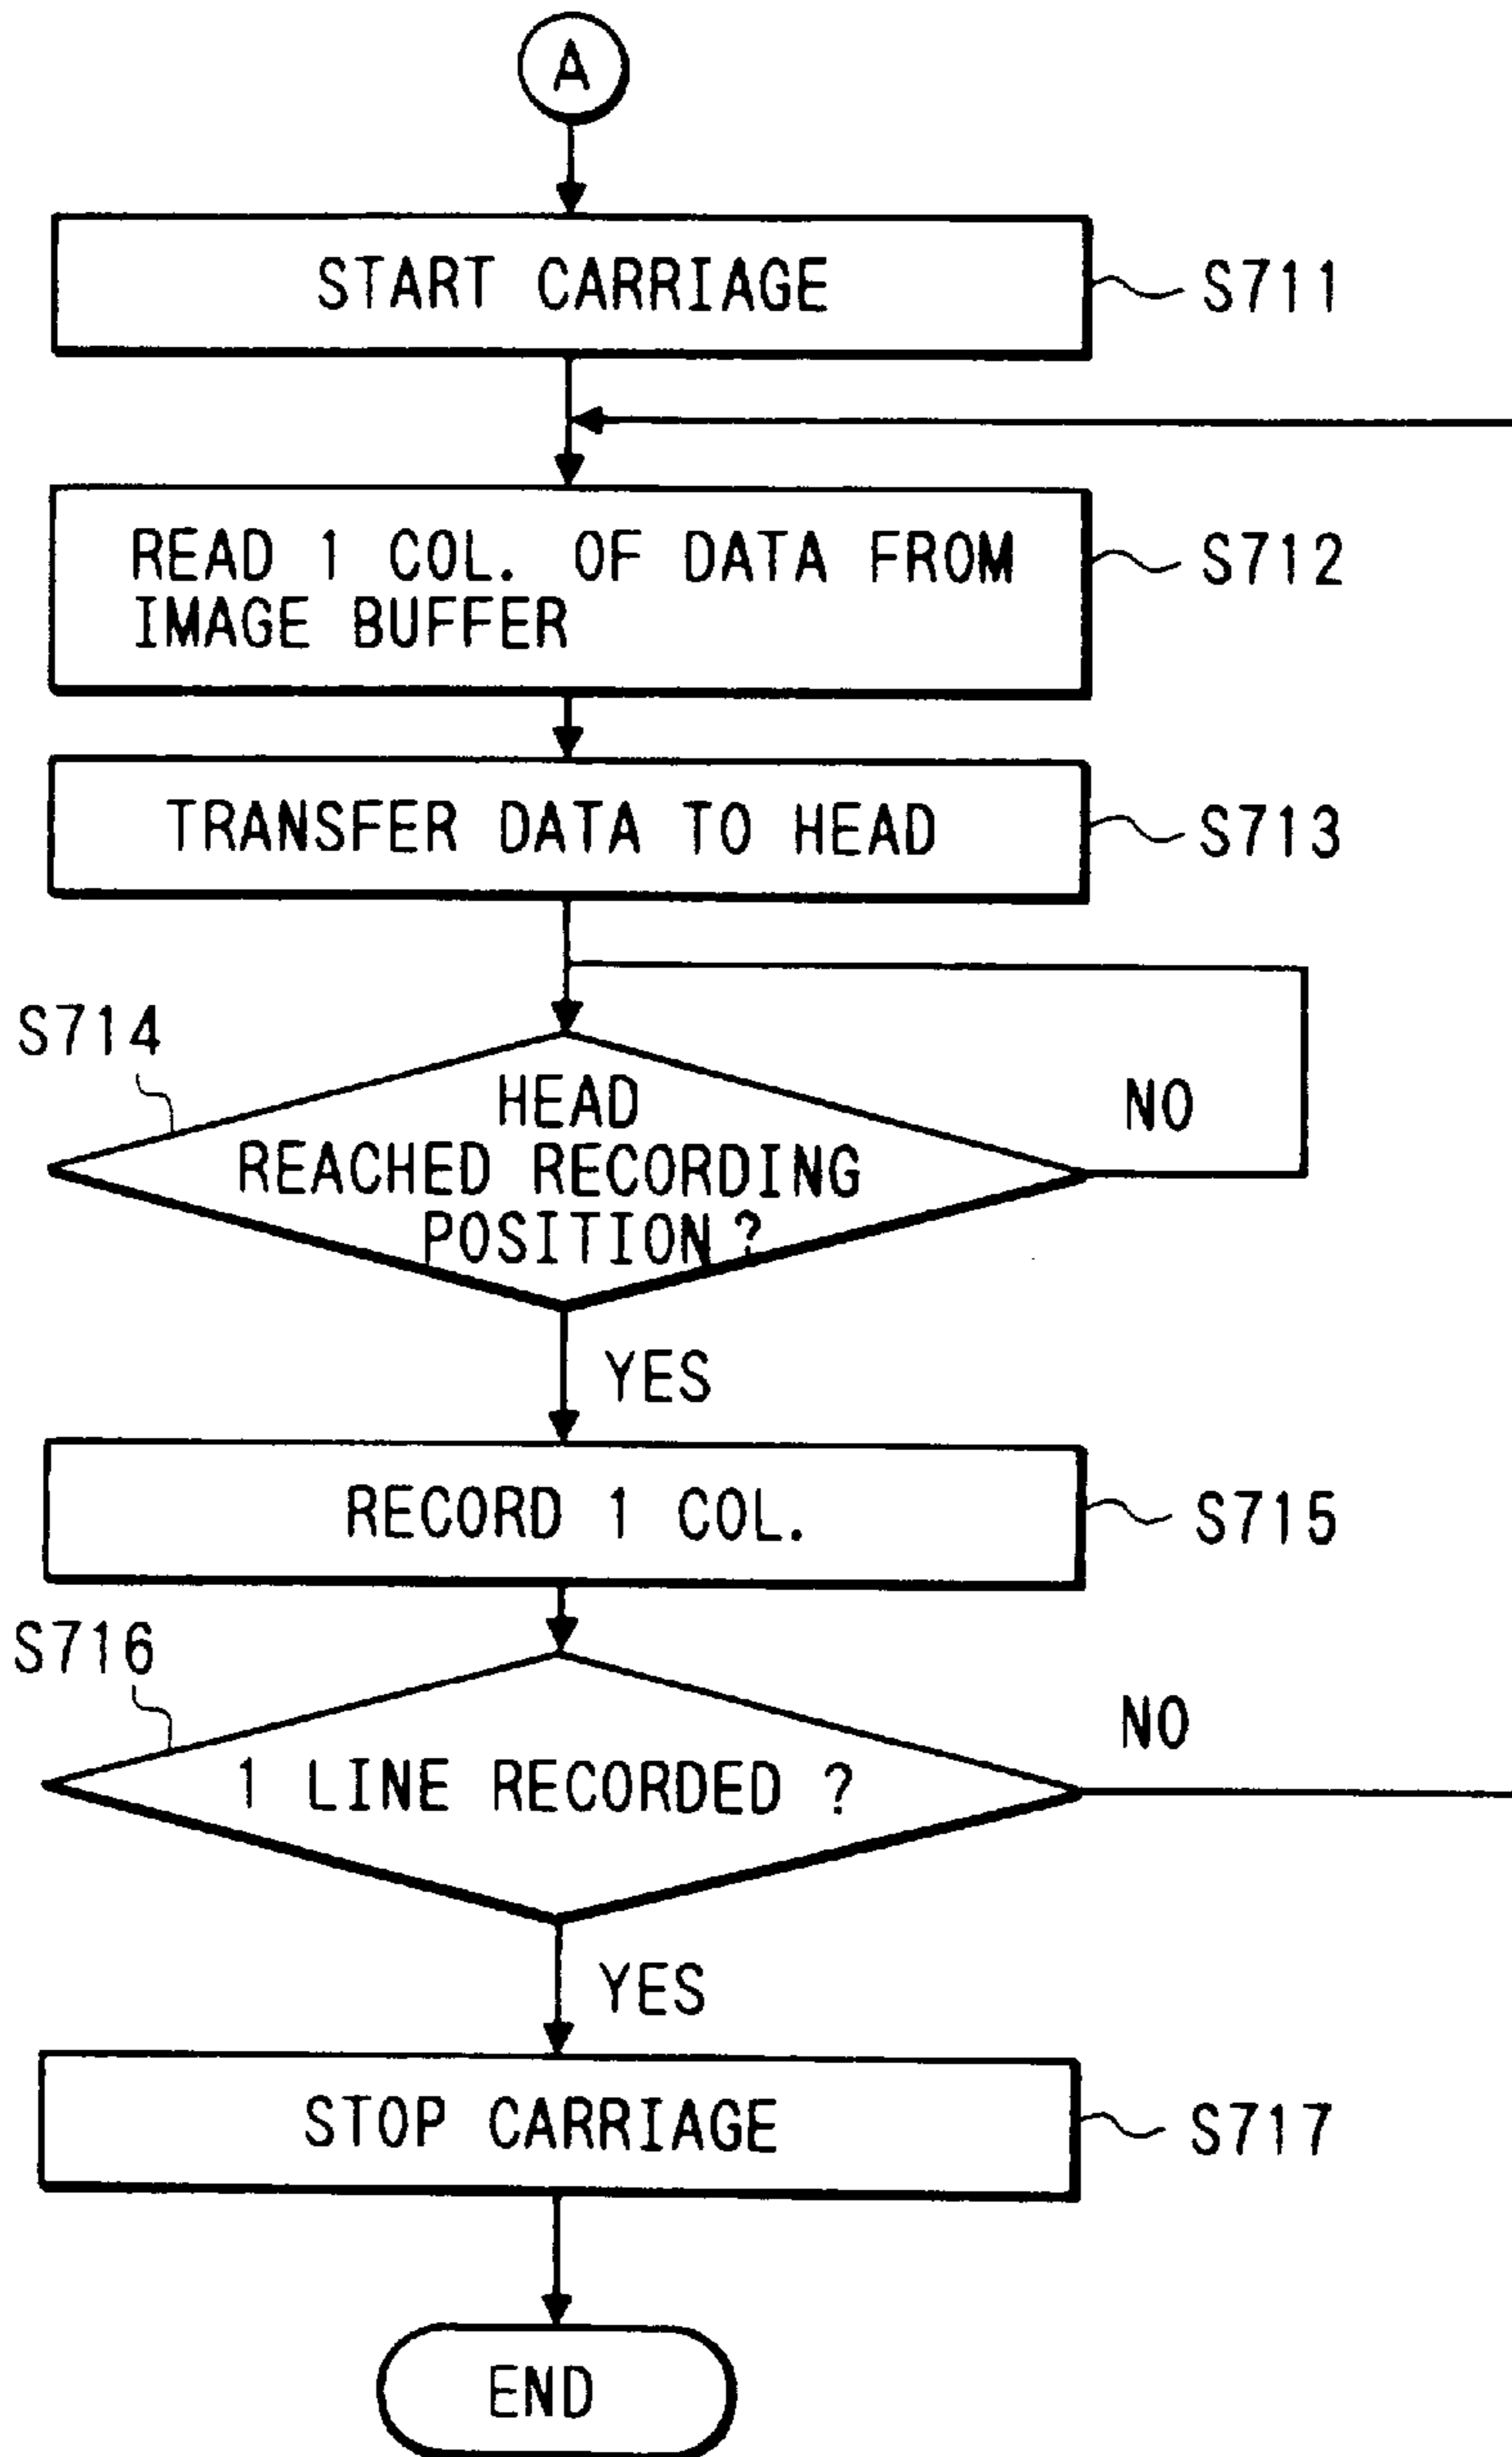 A
START CARRIAGE
S711
READ 1 COL. OF DATA FROM
IMAGE BUFFER
S712
TRANSFER DATA TO HEAD
S713
S714
HEAD
REACHED RECORDING
POSITION ?
NO
YES
RECORD 1 COL.
S715
S716
1 LINE RECORDED ?
NO
YES
STOP CARRIAGE
S717
END